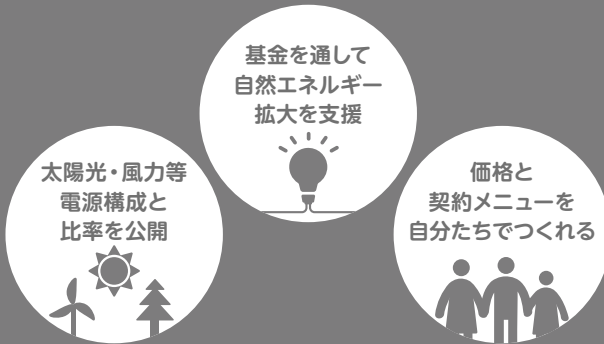 基金を通して
自然エネルギー
拡大を支援
太陽光・風力等
電源構成と
比率を公開
価格と
契約メニューを
自分たちでつくれる